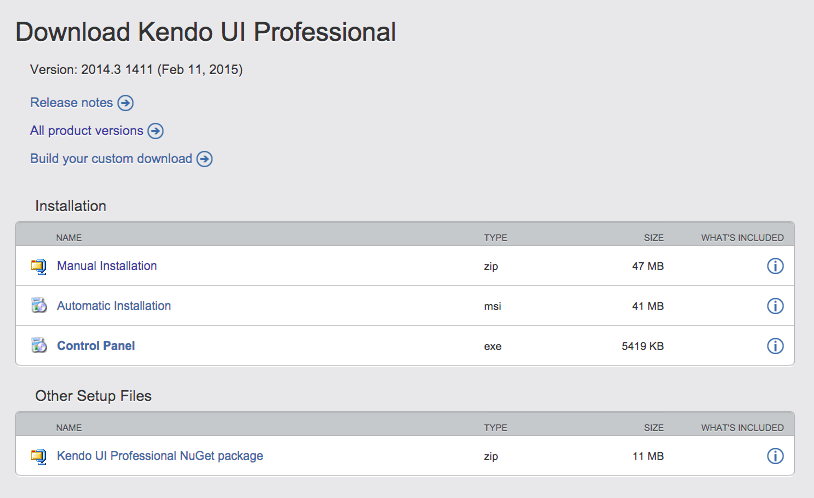 Download Kendo UI Professional
Version: 2014.3 1411 (Feb 11, 2015)
Release notes
All product versions
Build your custom download
Installation
NAME TYPE SIZE WHAT'S INCLUDED
Manual Installation zip 47 MB
Automatic Installation msi 41 MB
Control Panel exe 5419 KB
Other Setup Files
NAME TYPE SIZE WHAT'S INCLUDED
Kendo UI Professional NuGet package zip 11 MB